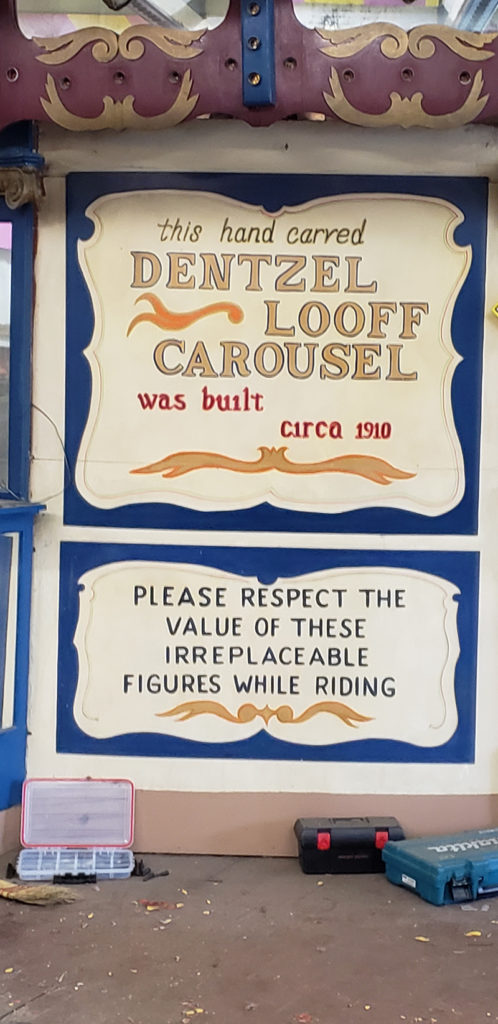 this hand carved
DENTZEL
LOOFF
CAROUSEL
was built
circa 1910
PLEASE RESPECT THE
VALUE OF THESE
IRREPLACEABLE
FIGURES WHILE RIDING
makita